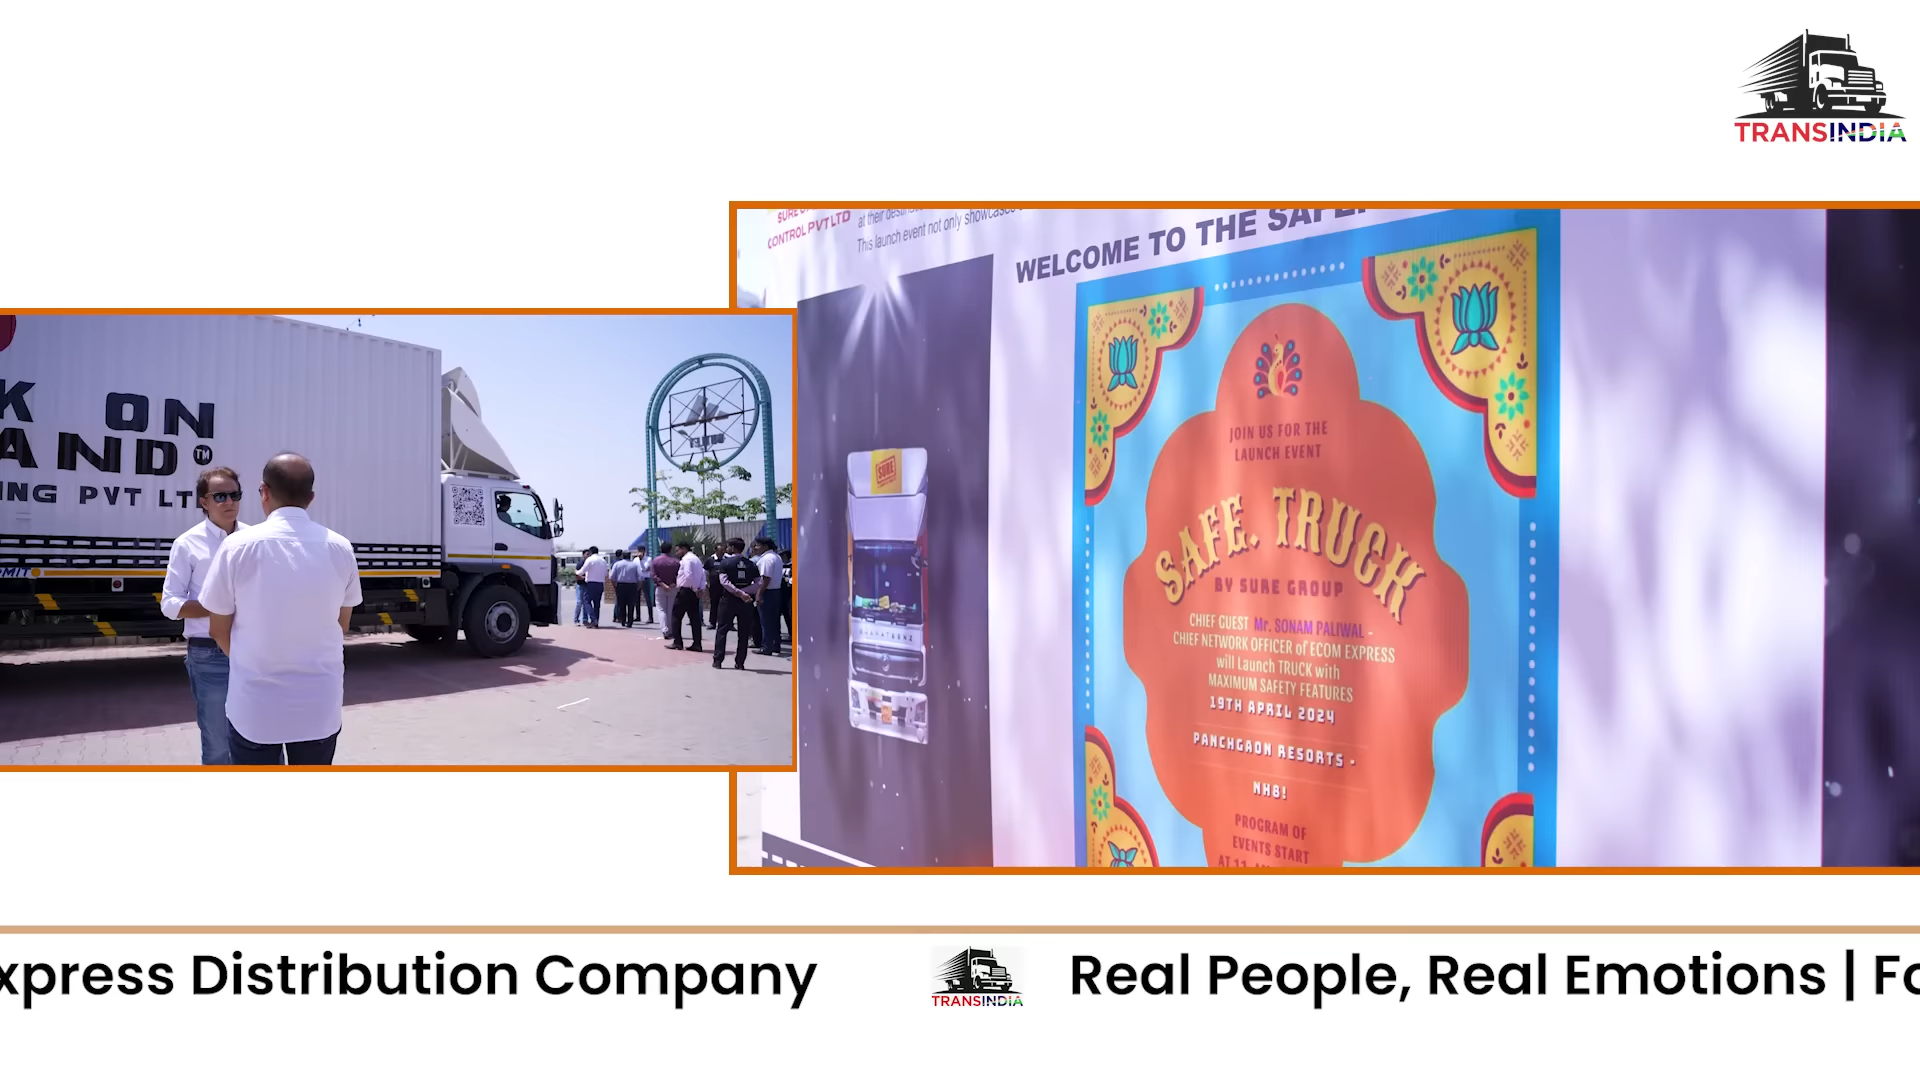 TRANSINDIA
CONTROL PVT LTD
This launch event not only showcases
WELCOME TO THE
JOIN US FOR THE
LAUNCH EVENT
SAFE. TRUCK
BY SURE GROUP
CHIEF GUEST Mr. SONAM PALIWAL -
CHIEF NETWORK OFFICER of ECOM EXPRESS
will Launch TRUCK with
MAXIMUM SAFETY FEATURES
19TH APRIL 2024
PANCHGAON RESORTS -
NH8!
PROGRAM OF
EVENTS START
SURE
BHARATBENZ
K ON
AND TM
ING PVT LT
xpress Distribution Company
TRANSINDIA
Real People, Real Emotions | Fo